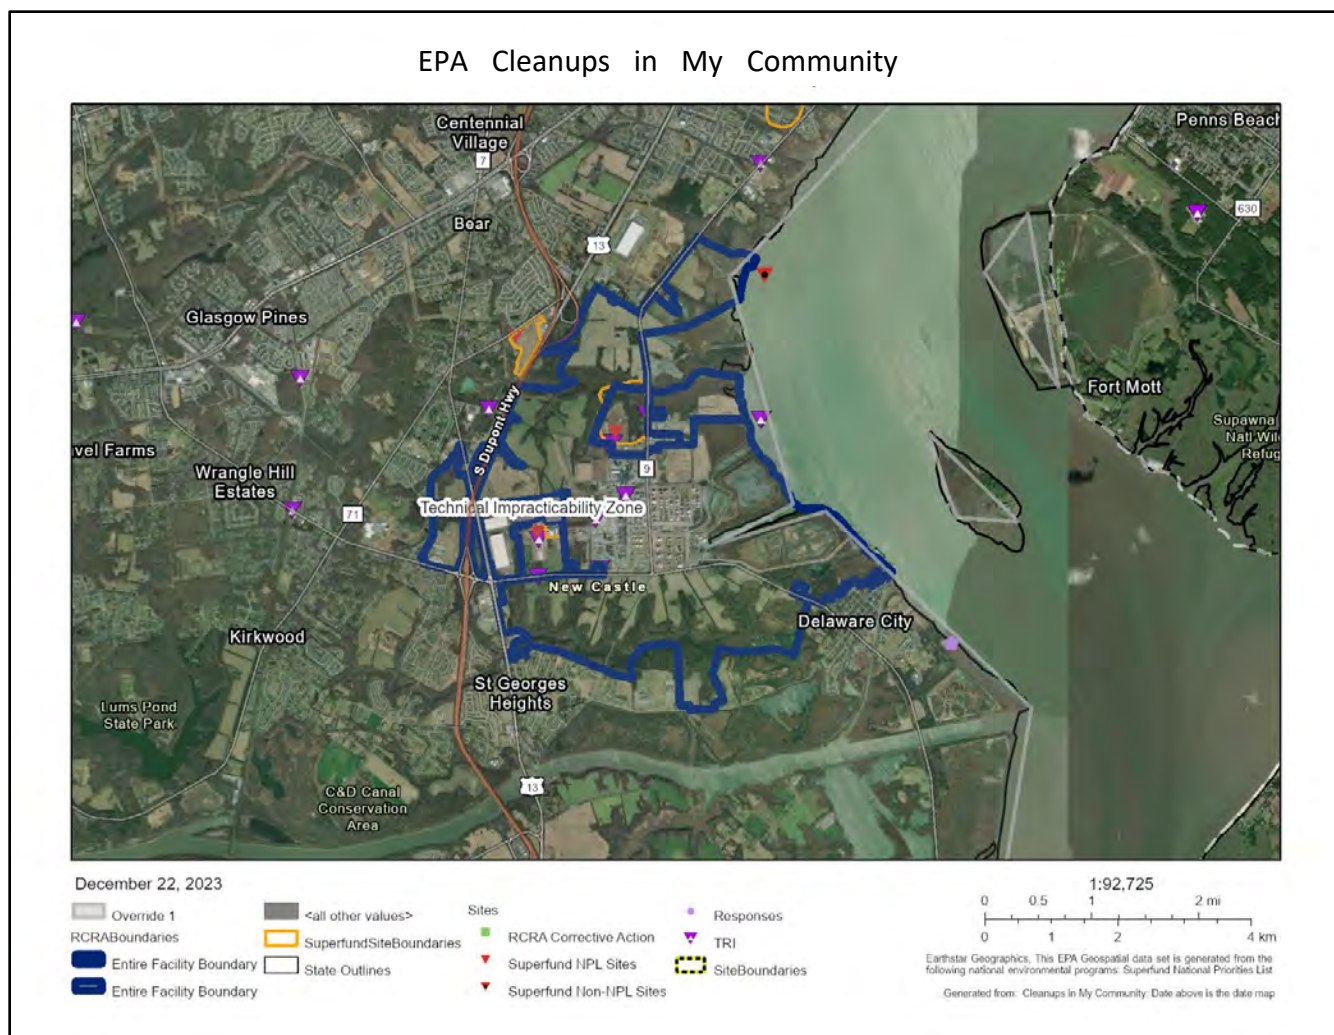 EPA Cleanups in My Community
Centennial
Village
Penns Beach
7
630
Bear
13
Glasgow Pines
Fort Mott
S Dupont Hwy
Supawna
Natl Wil
Refug
vel Farms
Wrangle Hill
Estates
9
71
Technical Impracticability Zone
New Castle
Delaware City
Kirkwood
St Georges
Heights
Lums Pond
State Park
13
C&D Canal
Conservation
Area
December 22, 2023
Override 1
RCRABoundaries
Entire Facility Boundary
Entire Facility Boundary
<all other values>
SuperfundSiteBoundaries
State Outlines
Sites
RCRA Corrective Action
Superfund NPL Sites
Superfund Non-NPL Sites
Responses
TRI
SiteBoundaries
1:92,725
0 0.5 1 2 mi
0 1 2 4 km
Earthstar Geographics, This EPA Geospatial data set is generated from the
following national environmental programs: Superfund National Priorities List
Generated from: Cleanups in My Community. Date above is the date map